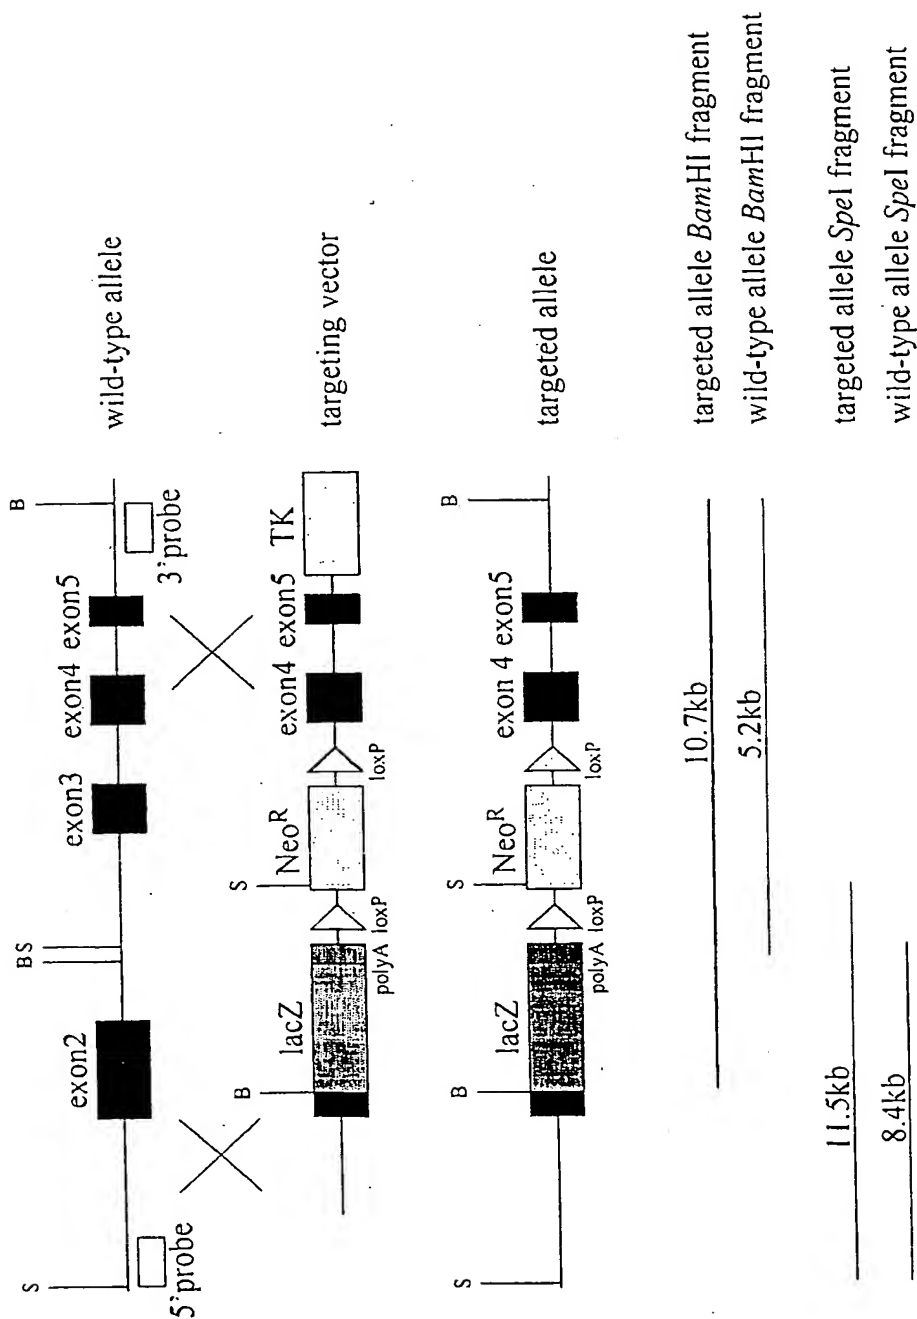 S
BS
B
exon2
exon3
exon4 exon5
wild-type allele
5'probe
3'probe
B
S
lacZ
NeoR
exon4 exon5
TK
targeting vector
polyA loxP
loxP
S
B
S
B
lacZ
NeoR
exon 4 exon5
targeted allele
polyA loxP
loxP
10.7kb
targeted allele BamHI fragment
5.2kb
wild-type allele BamHI fragment
11.5kb
targeted allele SpeI fragment
8.4kb
wild-type allele SpeI fragment